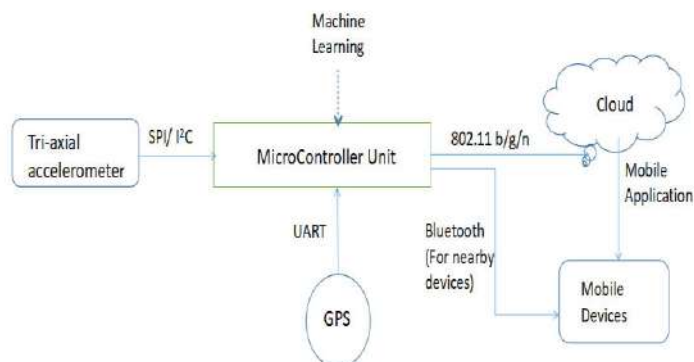 Machine
Learning
Tri-axial
accelerometer
SPI/ I²C
MicroController Unit
802.11 b/g/n
Cloud
Mobile
Application
UART
Bluetooth
(For nearby
devices)
GPS
Mobile
Devices